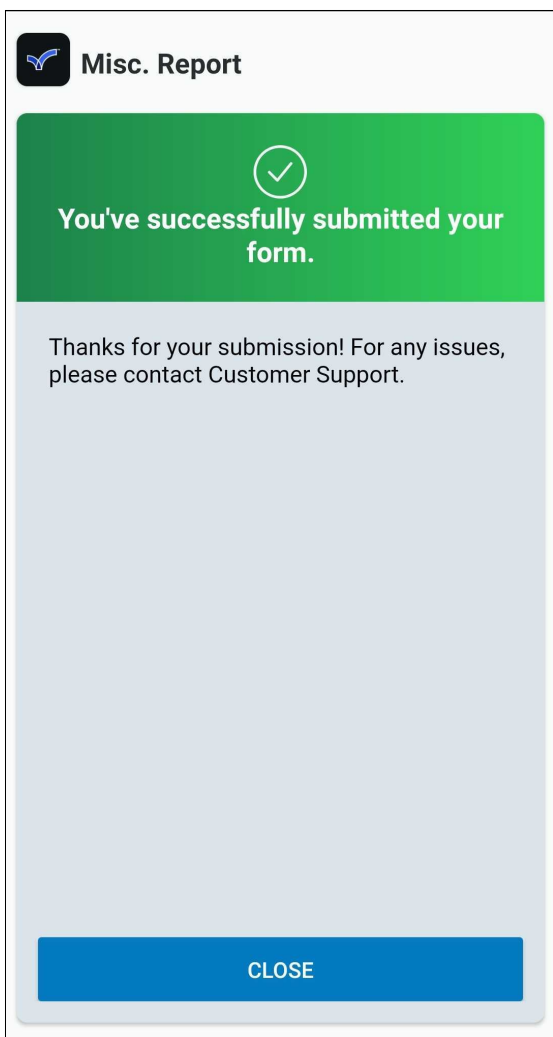 Misc. Report
You've successfully submitted your
form.
Thanks for your submission! For any issues,
please contact Customer Support.
CLOSE